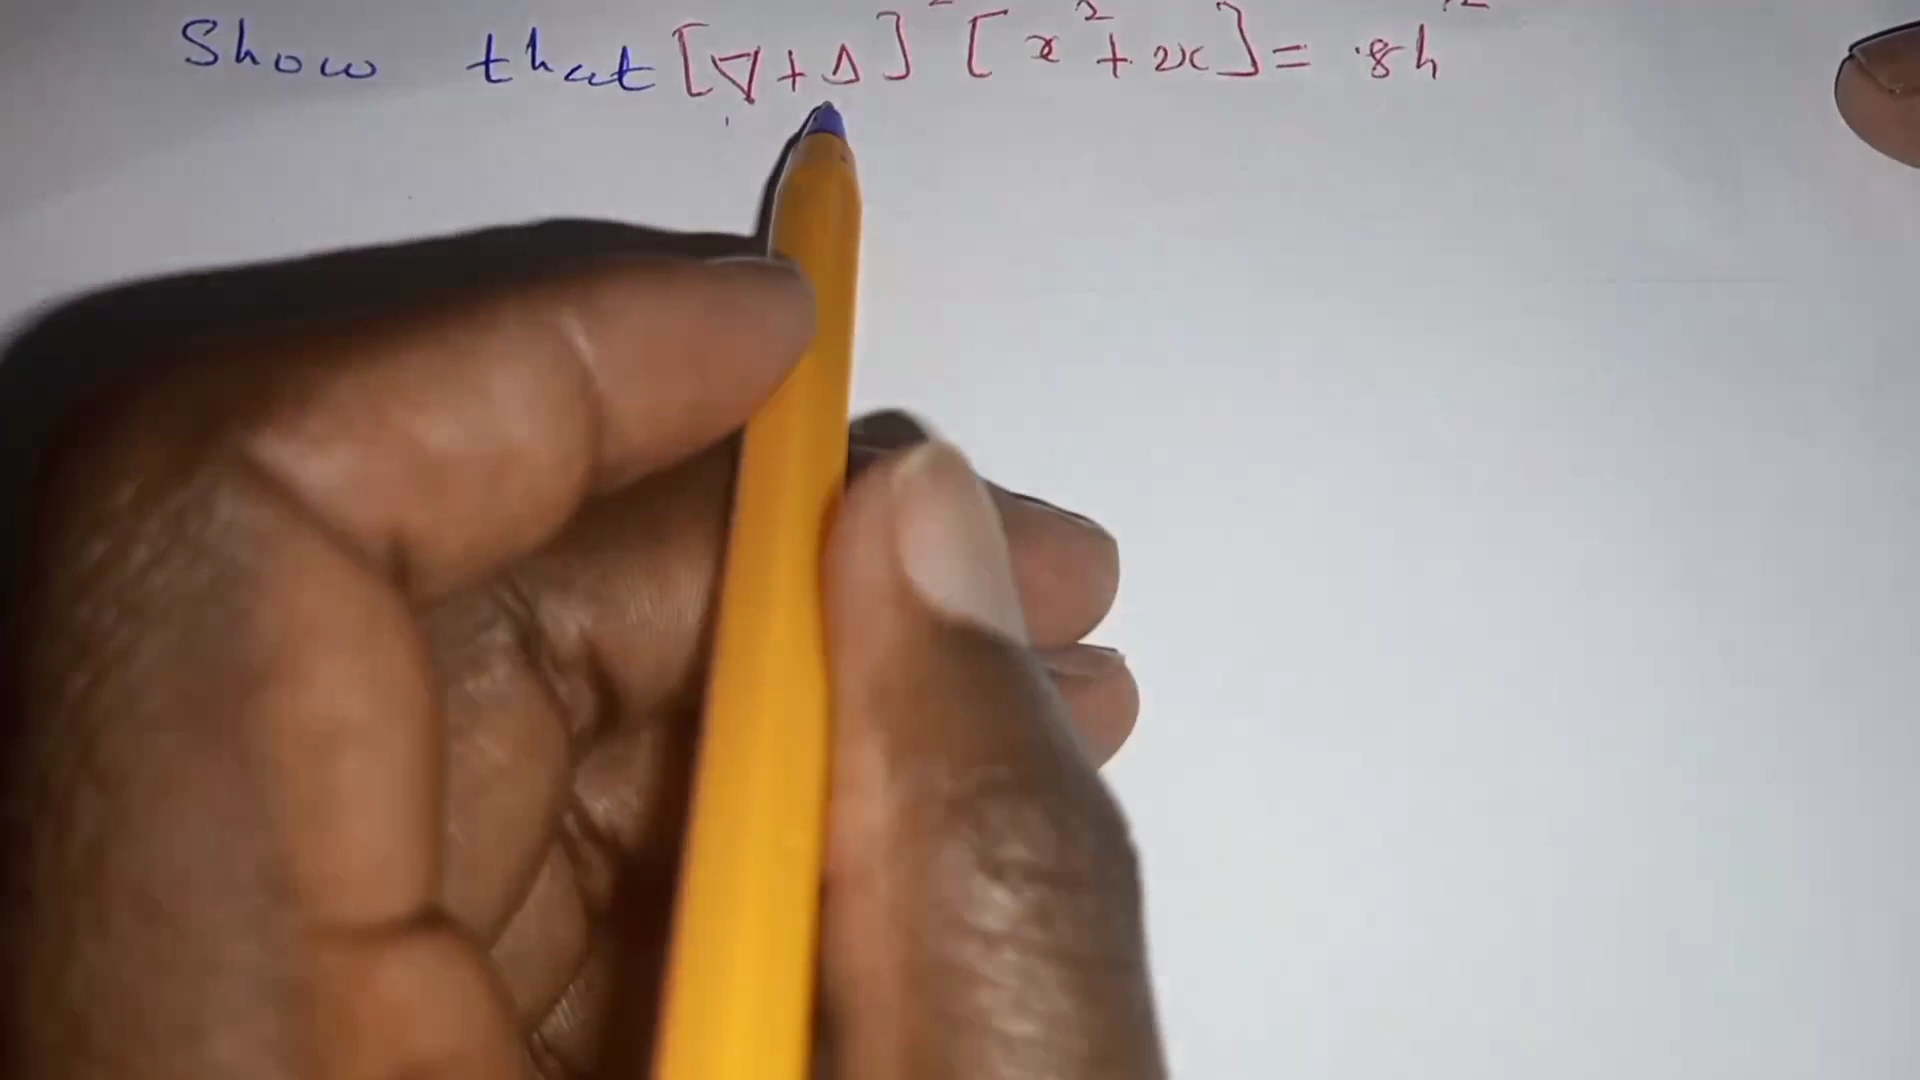 Show that [∇+Δ]² [x²+x]= 8h²